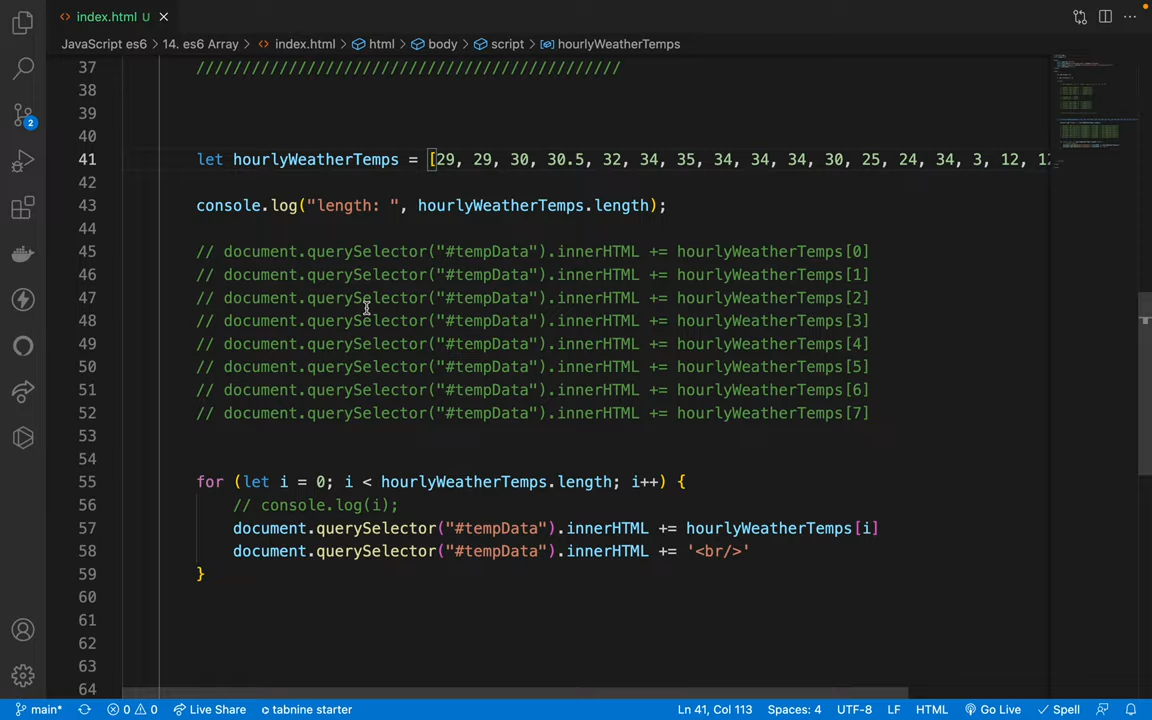 index.html U
JavaScript es6 > 14. es6 Array > index.html > html > body > script > hourlyWeatherTemps
37 /////////////////////////////////////////////
38
39
40
41 let hourlyWeatherTemps = [29, 29, 30, 30.5, 32, 34, 35, 34, 34, 34, 30, 25, 24, 34, 3, 12, 12
42
43 console.log("length: ", hourlyWeatherTemps.length);
44
45 // document.querySelector("#tempData").innerHTML += hourlyWeatherTemps[0]
46 // document.querySelector("#tempData").innerHTML += hourlyWeatherTemps[1]
47 // document.querySelector("#tempData").innerHTML += hourlyWeatherTemps[2]
48 // document.querySelector("#tempData").innerHTML += hourlyWeatherTemps[3]
49 // document.querySelector("#tempData").innerHTML += hourlyWeatherTemps[4]
50 // document.querySelector("#tempData").innerHTML += hourlyWeatherTemps[5]
51 // document.querySelector("#tempData").innerHTML += hourlyWeatherTemps[6]
52 // document.querySelector("#tempData").innerHTML += hourlyWeatherTemps[7]
53
54
55 for (let i = 0; i < hourlyWeatherTemps.length; i++) {
56 // console.log(i);
57 document.querySelector("#tempData").innerHTML += hourlyWeatherTemps[i]
58 document.querySelector("#tempData").innerHTML += '<br/>'
59 }
60
61
62
63
64
2
main* 0 0 Live Share tabnine starter Ln 41, Col 113 Spaces: 4 UTF-8 LF HTML Go Live Spell